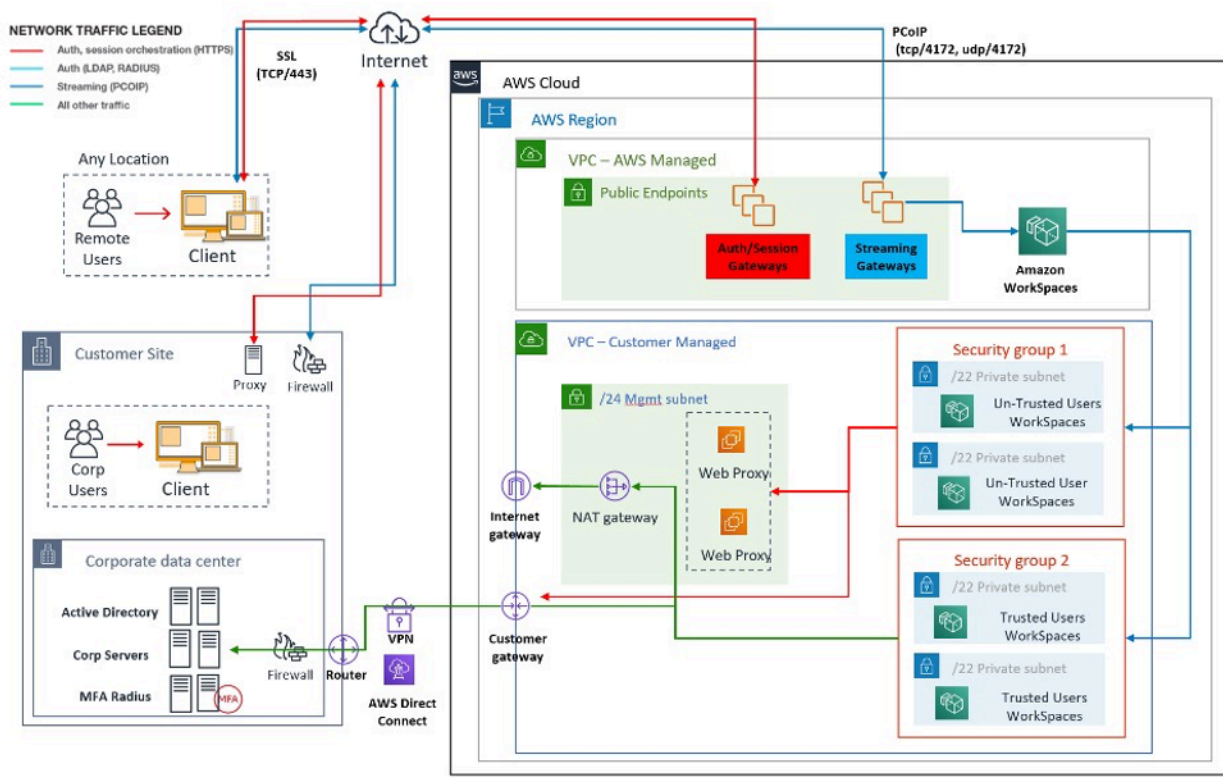 NETWORK TRAFFIC LEGEND
Auth, session orchestration (HTTPS)
Auth (LDAP, RADIUS)
Streaming (PCOIP)
All other traffic
SSL
(TCP/443)
Internet
PCoIP
(tcp/4172, udp/4172)
aws
AWS Cloud
AWS Region
VPC – AWS Managed
Public Endpoints
Auth/Session
Gateways
Streaming
Gateways
Amazon
WorkSpaces
Any Location
Remote
Users
Client
Customer Site
Proxy
Firewall
Corp
Users
Client
Corporate data center
Active Directory
Corp Servers
MFA Radius
MFA
Firewall
Router
VPN
AWS Direct
Connect
VPC – Customer Managed
/24 Mgmt subnet
Web Proxy
Web Proxy
NAT gateway
Internet
gateway
Customer
gateway
Security group 1
/22 Private subnet
Un-Trusted Users
WorkSpaces
/22 Private subnet
Un-Trusted User
WorkSpaces
Security group 2
/22 Private subnet
Trusted Users
WorkSpaces
/22 Private subnet
Trusted Users
WorkSpaces